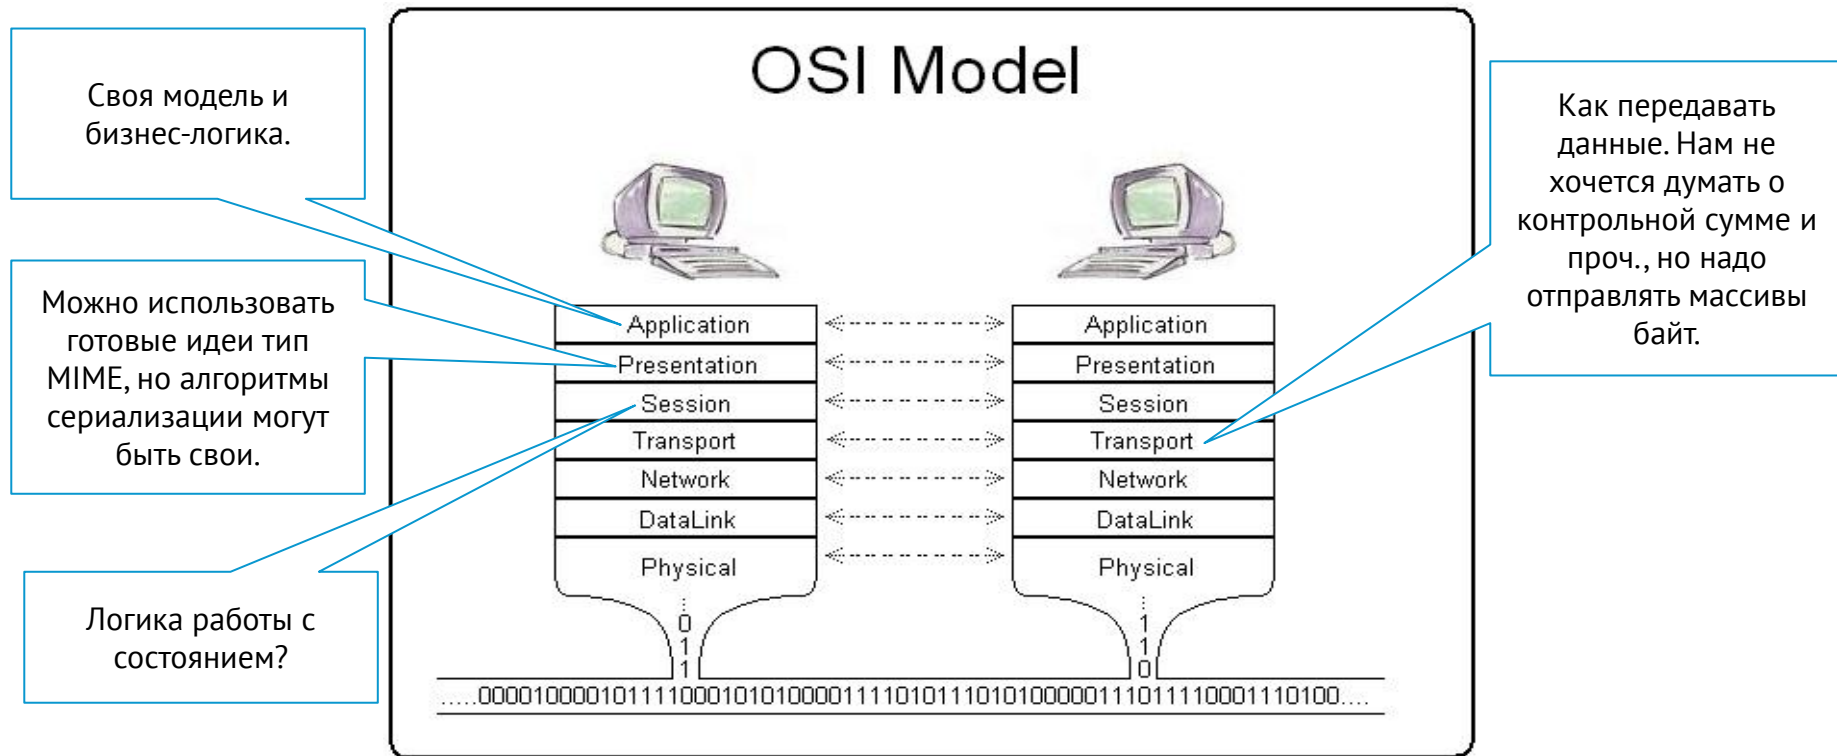 OSI Model
Своя модель и
бизнес-логика.
Можно использовать
готовые идеи тип
MIME, но алгоритмы
сериализации могут
быть свои.
Логика работы с
состоянием?
Application
Presentation
Session
Transport
Network
DataLink
Physical
0
1
1
Application
Presentation
Session
Transport
Network
DataLink
Physical
1
1
0
Как передавать
данные. Нам не
хочется думать о
контрольной сумме и
проч., но надо
отправлять массивы
байт.